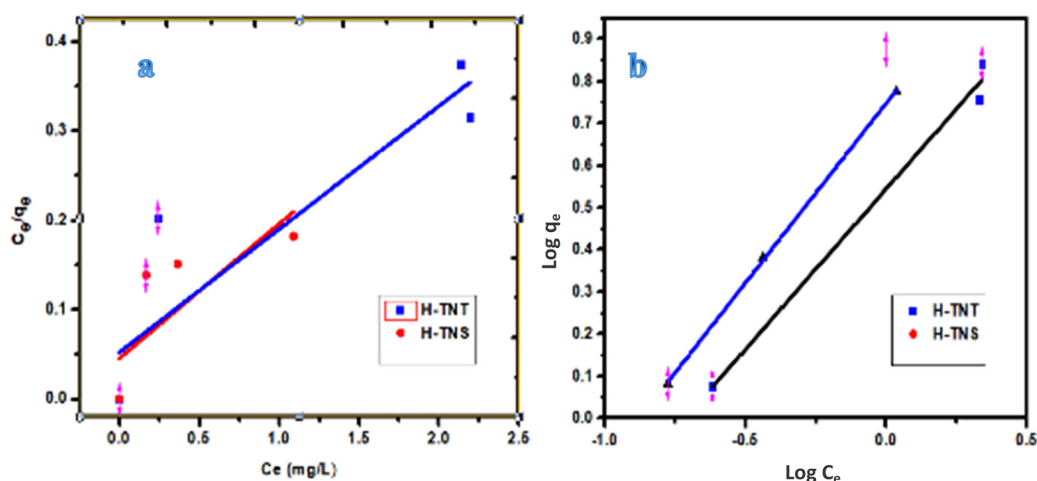 a
0.4
0.3
0.2
0.1
0.0
Cₑ/qₑ
H-TNT
H-TNS
0.0 0.5 1.0 1.5 2.0 2.5
Ce (mg/L)
b
0.9
0.8
0.7
0.6
0.5
0.4
0.3
0.2
0.1
0.0
Log qₑ
H-TNT
H-TNS
-1.0 -0.5 0.0 0.5
Log Cₑ